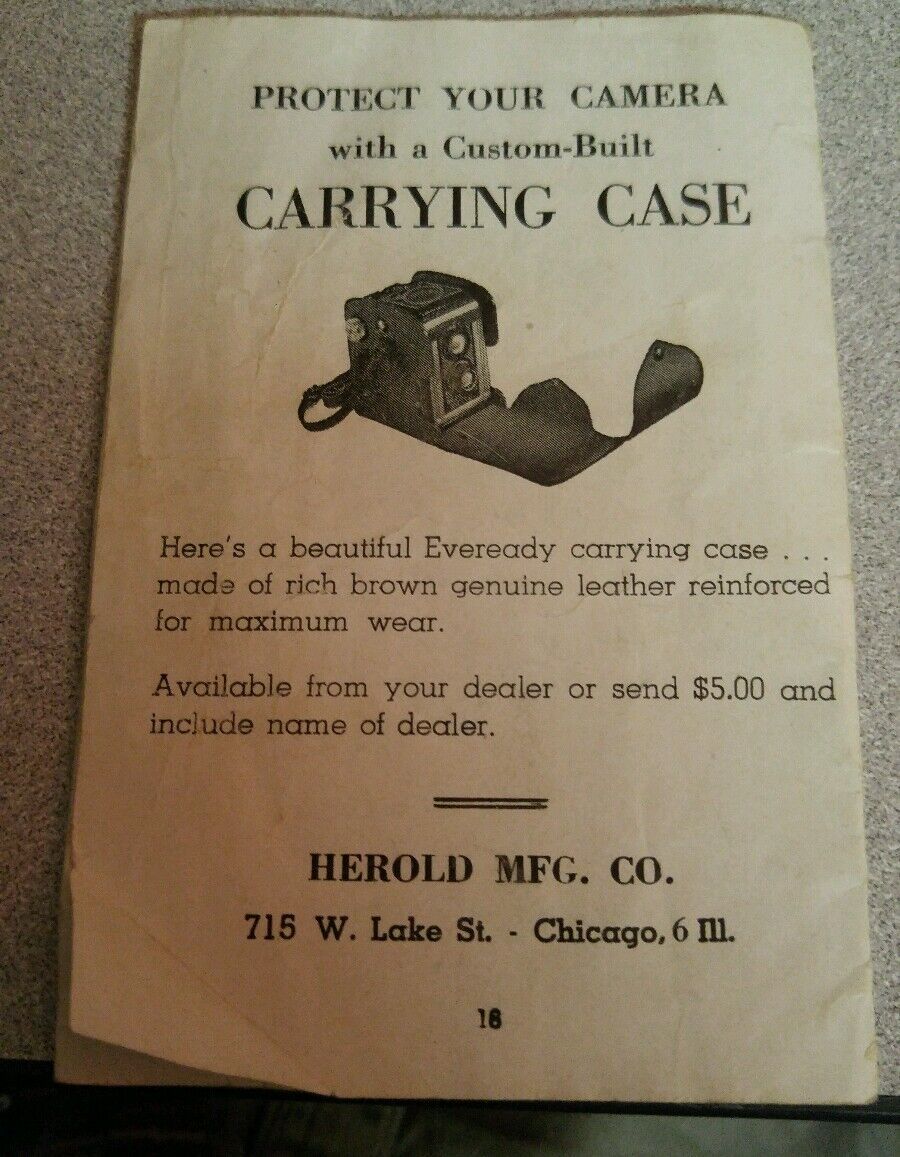 PROTECT YOUR CAMERA
with a Custom-Built
CARRYING CASE
Here's a beautiful Eveready carrying case . . .
made of rich brown genuine leather reinforced
for maximum wear.
Available from your dealer or send $5.00 and
include name of dealer.
HEROLD MFG. CO.
715 W. Lake St. - Chicago, 6 Ill.
16